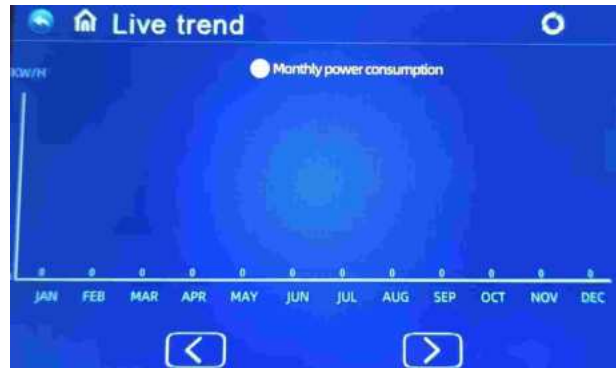 Live trend
KW/H
Monthly power consumption
0 0 0 0 0 0 0 0 0 0 0 0
JAN FEB MAR APR MAY JUN JUL AUG SEP OCT NOV DEC